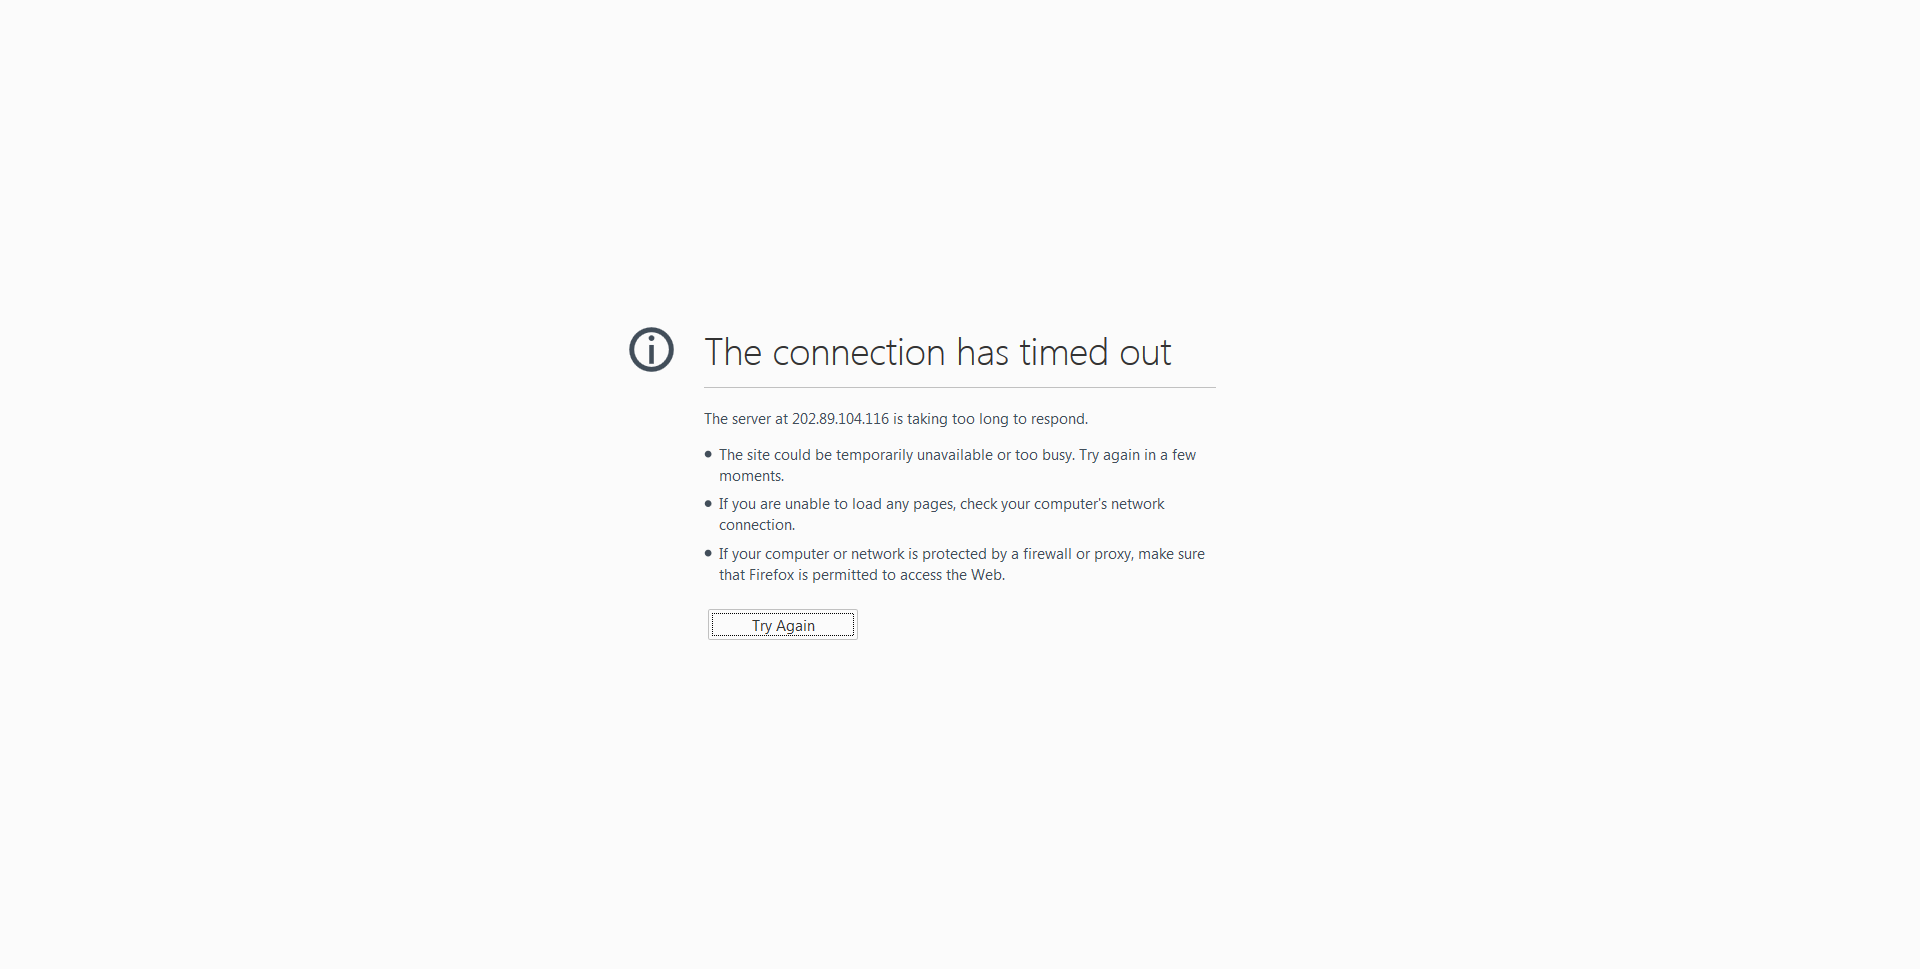 The connection has timed out
The server at 202.89.104.116 is taking too long to respond.
The site could be temporarily unavailable or too busy. Try again in a few
moments.
If you are unable to load any pages, check your computer's network
connection.
If your computer or network is protected by a firewall or proxy, make sure
that Firefox is permitted to access the Web.
Try Again